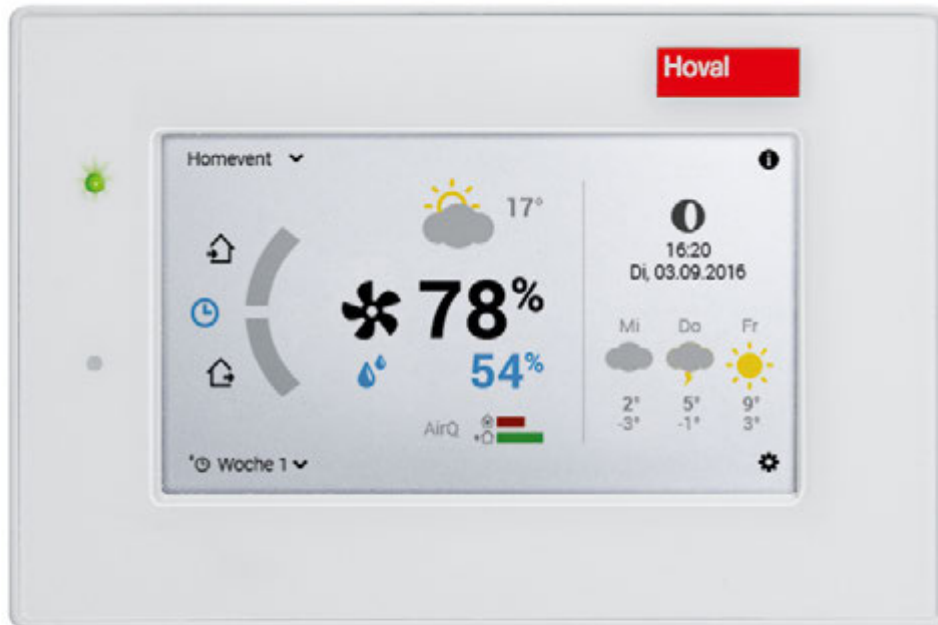 Hoval
Homevent
17°
16:20
Di, 03.09.2016
78%
54%
Mi Do Fr
2° 5° 9°
-3° -1° 3°
AirQ
Woche 1